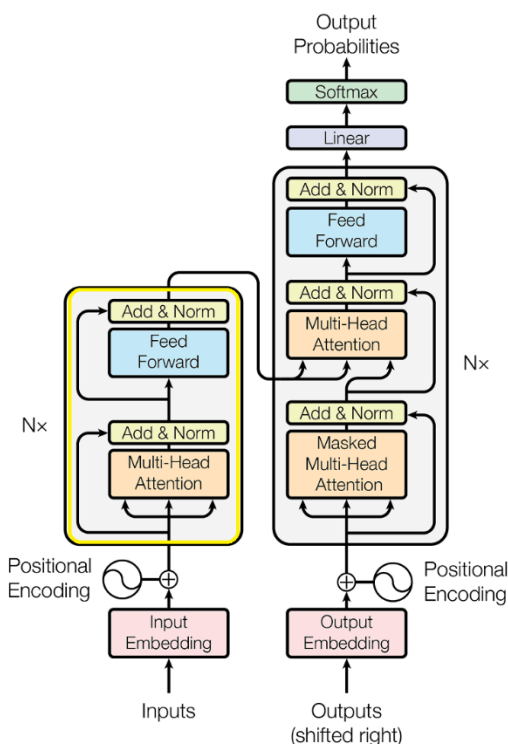 Output
Probabilities
Softmax
Linear
Add & Norm
Feed
Forward
Add & Norm
Multi-Head
Attention
Add & Norm
Masked
Multi-Head
Attention
Nx
Add & Norm
Feed
Forward
Add & Norm
Multi-Head
Attention
Nx
Positional
Encoding
Positional
Encoding
Input
Embedding
Output
Embedding
Inputs
Outputs
(shifted right)